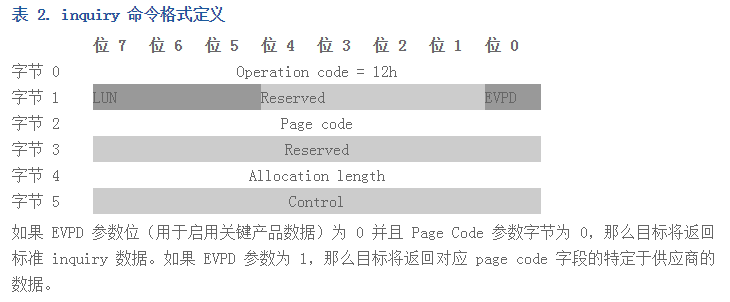 表 2. inquiry 命令格式定义
位 7 位 6 位 5 位 4 位 3 位 2 位 1 位 0
字节 0 Operation code = 12h
字节 1 LUN Reserved EVPD
字节 2 Page code
字节 3 Reserved
字节 4 Allocation length
字节 5 Control
如果 EVPD 参数位（用于启用关键产品数据）为 0 并且 Page Code 参数字节为 0，那么目标将返回
标准 inquiry 数据。如果 EVPD 参数为 1，那么目标将返回对应 page code 字段的特定于供应商的
数据。